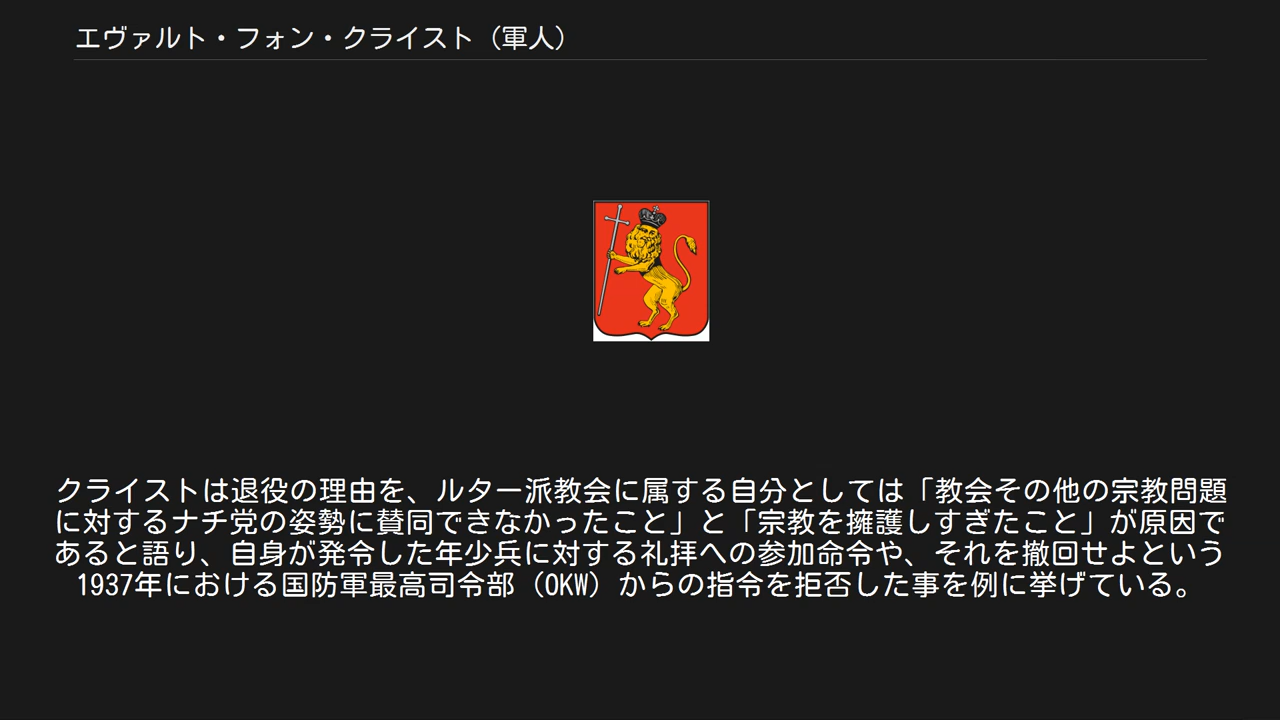 エヴァルト・フォン・クライスト（軍人）
クライストは退役の理由を、ルター派教会に属する自分としては「教会その他の宗教問題
に対するナチ党の姿勢に賛同できなかったこと」と「宗教を擁護しすぎたこと」が原因で
あると語り、自身が発令した年少兵に対する礼拝への参加命令や、それを撤回せよという
1937年における国防軍最高司令部（OKW）からの指令を拒否した事を例に挙げている。